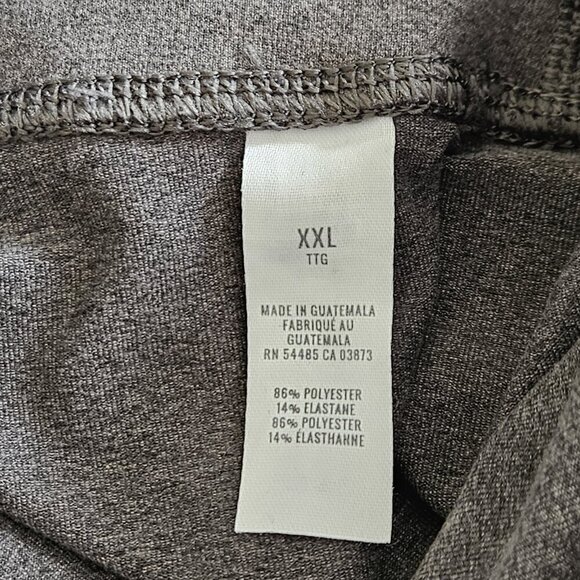 XXL
TTG
MADE IN GUATEMALA
FABRIQUÉ AU
GUATEMALA
RN 54485 CA 03873
86% POLYESTER
14% ELASTANE
86% POLYESTER
14% ÉLASTHANNE